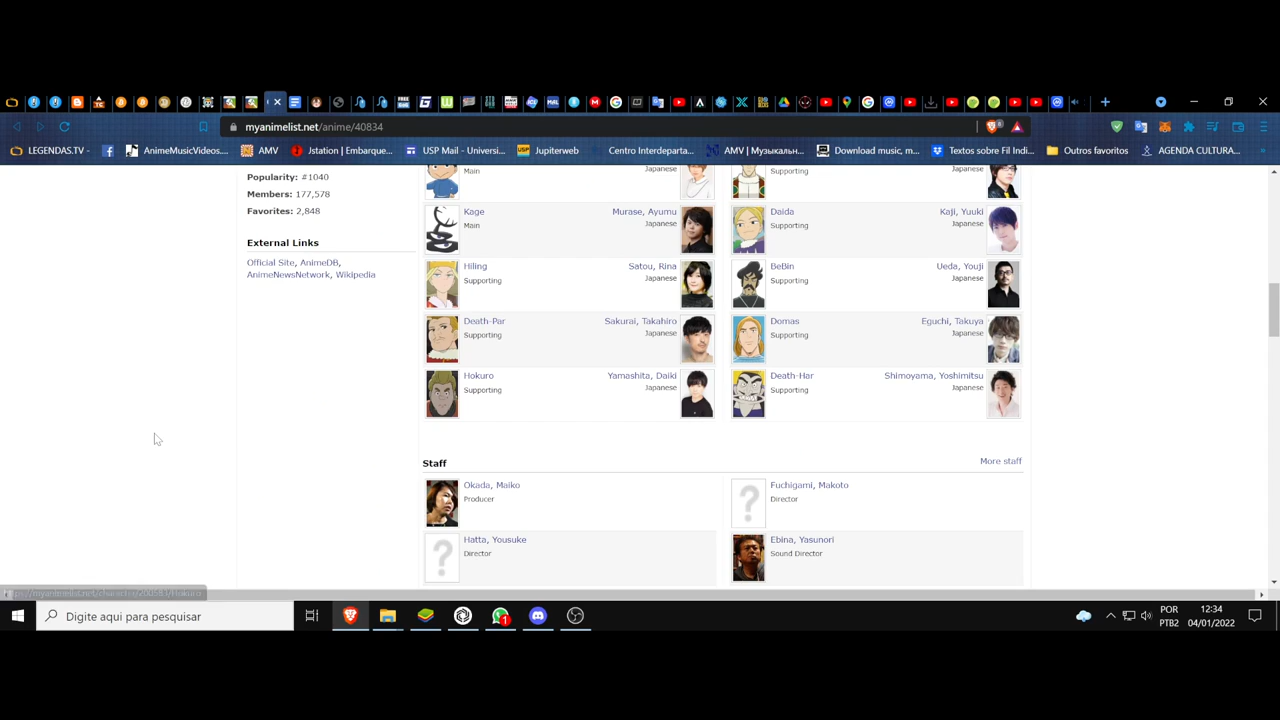 myanimelist.net/anime/40834
LEGENDAS.TV -
AnimeMusicVideos...
AMV
Jstation | Embarque...
USP Mail - Universi...
Jupiterweb
Centro Interdeparta...
AMV | Музыкальн...
Download music, m...
Textos sobre Fil Indi...
Outros favoritos
AGENDA CULTURA...
Popularity: #1040
Members: 177,578
Favorites: 2,848
External Links
Official Site, AnimeDB,
AnimeNewsNetwork, Wikipedia
Main
Japanese
Supporting
Japanese
Kage
Murase, Ayumu
Main
Japanese
Daida
Kaji, Yuuki
Supporting
Japanese
Hiling
Satou, Rina
Supporting
Japanese
BeBin
Ueda, Youji
Supporting
Japanese
Death-Par
Sakurai, Takahiro
Supporting
Japanese
Domas
Eguchi, Takuya
Supporting
Japanese
Hokuro
Yamashita, Daiki
Supporting
Japanese
Death-Har
Shimoyama, Yoshimitsu
Supporting
Japanese
Staff
More staff
Okada, Maiko
Producer
Fuchigami, Makoto
Director
Hatta, Yousuke
Director
Ebina, Yasunori
Sound Director
Digite aqui para pesquisar
1
POR
PTB2
12:34
04/01/2022